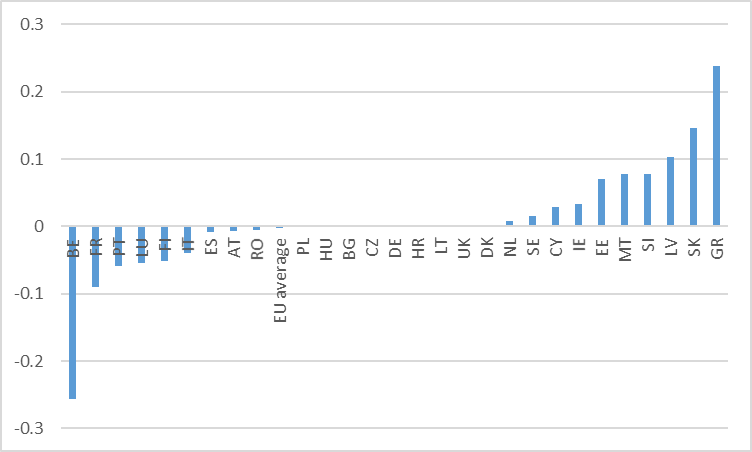 0.3
0.2
0.1
0
-0.1
-0.2
-0.3
BE
FR
PT
LU
FI
IT
ES
AT
RO
EU average
PL
HU
BG
CZ
DE
HR
LT
UK
DK
NL
SE
CY
IE
EE
MT
SI
LV
SK
GR